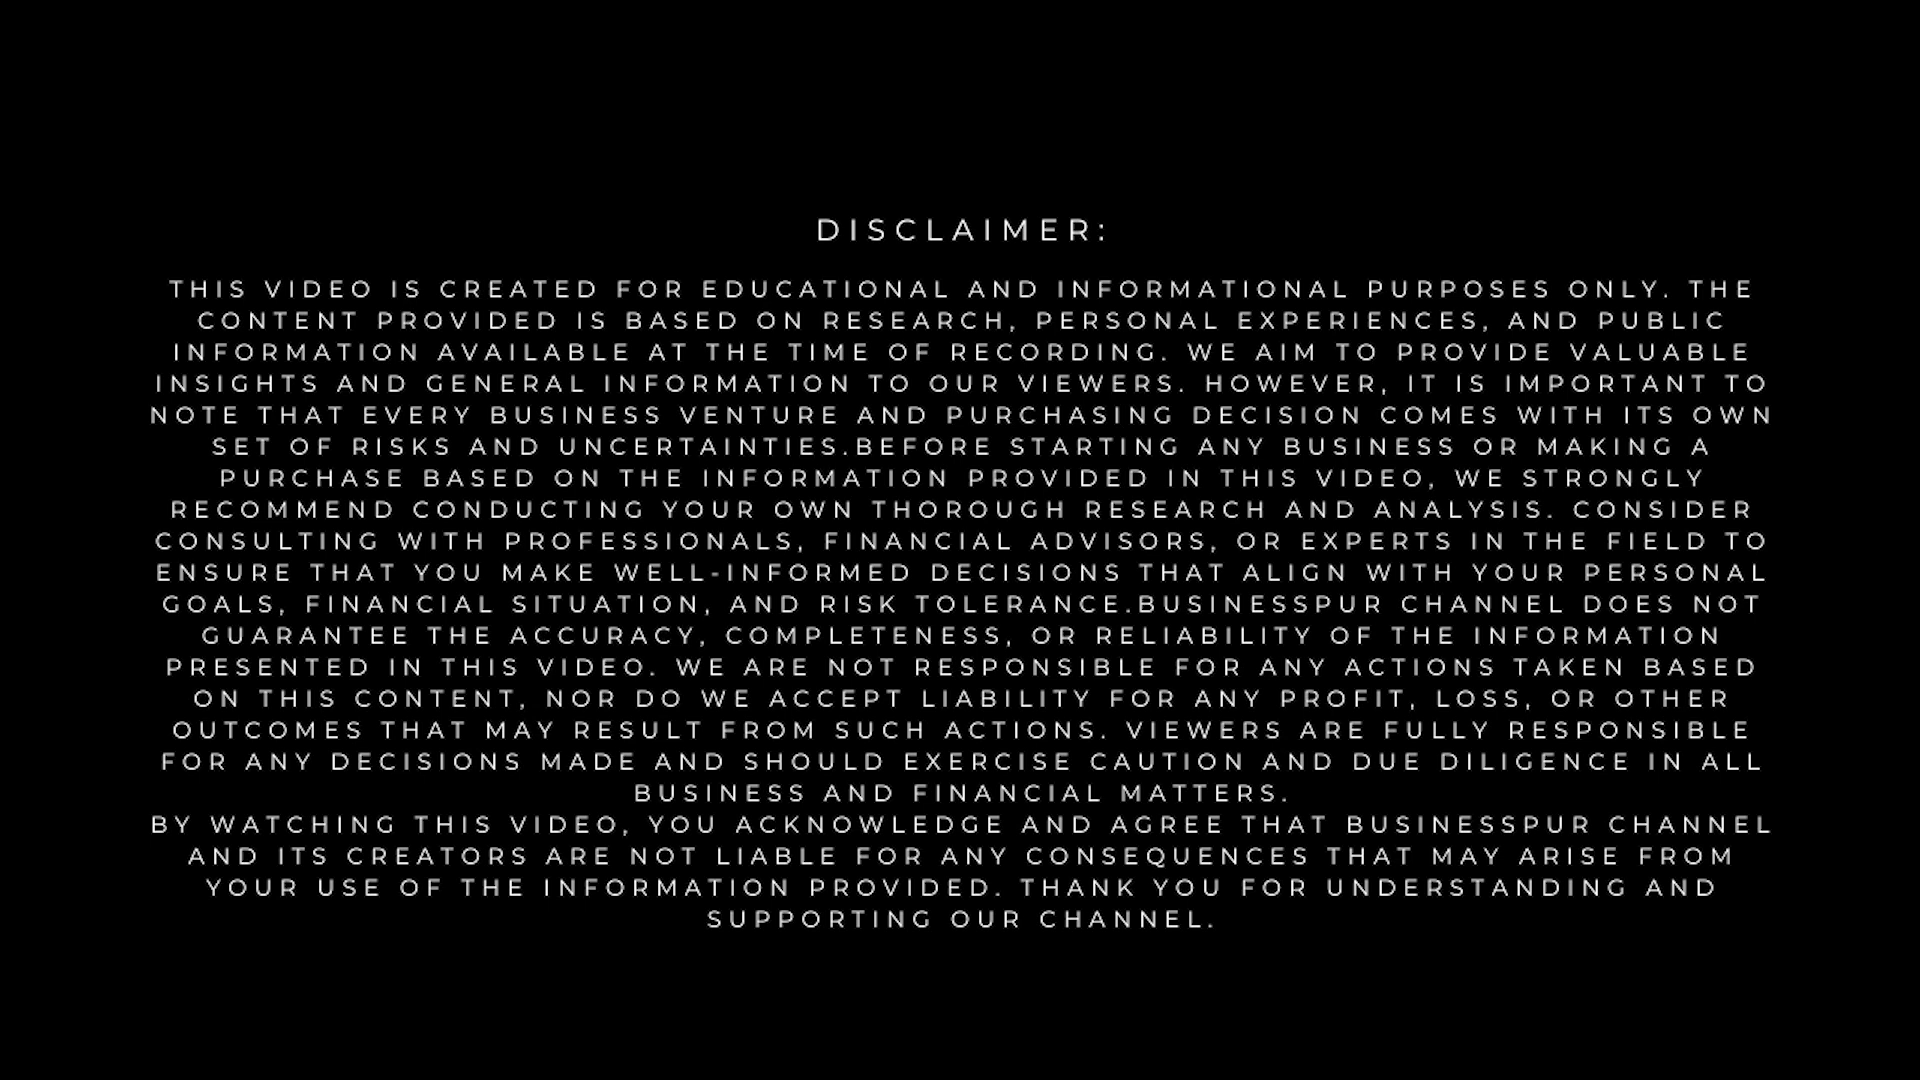 DISCLAIMER:
THIS VIDEO IS CREATED FOR EDUCATIONAL AND INFORMATIONAL PURPOSES ONLY. THE
CONTENT PROVIDED IS BASED ON RESEARCH, PERSONAL EXPERIENCES, AND PUBLIC
INFORMATION AVAILABLE AT THE TIME OF RECORDING. WE AIM TO PROVIDE VALUABLE
INSIGHTS AND GENERAL INFORMATION TO OUR VIEWERS. HOWEVER, IT IS IMPORTANT TO
NOTE THAT EVERY BUSINESS VENTURE AND PURCHASING DECISION COMES WITH ITS OWN
SET OF RISKS AND UNCERTAINTIES.BEFORE STARTING ANY BUSINESS OR MAKING A
PURCHASE BASED ON THE INFORMATION PROVIDED IN THIS VIDEO, WE STRONGLY
RECOMMEND CONDUCTING YOUR OWN THOROUGH RESEARCH AND ANALYSIS. CONSIDER
CONSULTING WITH PROFESSIONALS, FINANCIAL ADVISORS, OR EXPERTS IN THE FIELD TO
ENSURE THAT YOU MAKE WELL-INFORMED DECISIONS THAT ALIGN WITH YOUR PERSONAL
GOALS, FINANCIAL SITUATION, AND RISK TOLERANCE.BUSINESSPUR CHANNEL DOES NOT
GUARANTEE THE ACCURACY, COMPLETENESS, OR RELIABILITY OF THE INFORMATION
PRESENTED IN THIS VIDEO. WE ARE NOT RESPONSIBLE FOR ANY ACTIONS TAKEN BASED
ON THIS CONTENT, NOR DO WE ACCEPT LIABILITY FOR ANY PROFIT, LOSS, OR OTHER
OUTCOMES THAT MAY RESULT FROM SUCH ACTIONS. VIEWERS ARE FULLY RESPONSIBLE
FOR ANY DECISIONS MADE AND SHOULD EXERCISE CAUTION AND DUE DILIGENCE IN ALL
BUSINESS AND FINANCIAL MATTERS.
BY WATCHING THIS VIDEO, YOU ACKNOWLEDGE AND AGREE THAT BUSINESSPUR CHANNEL
AND ITS CREATORS ARE NOT LIABLE FOR ANY CONSEQUENCES THAT MAY ARISE FROM
YOUR USE OF THE INFORMATION PROVIDED. THANK YOU FOR UNDERSTANDING AND
SUPPORTING OUR CHANNEL.